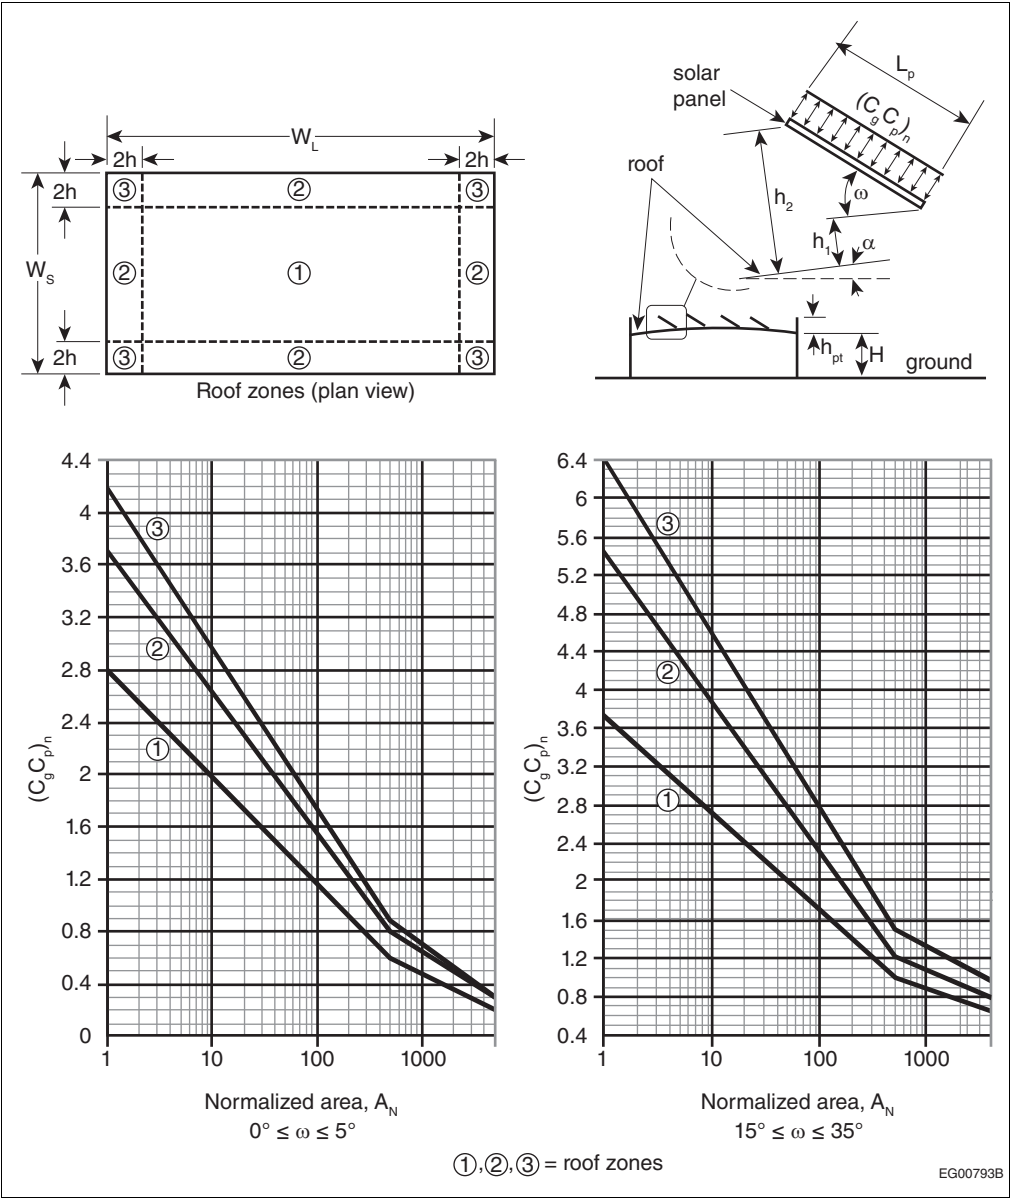 W_L
2h
2h
2h
3
2
3
W_S
2
1
2
2h
3
2
3
Roof zones (plan view)
solar
panel
L_p
(C_g C_p)_n
roof
h_2
ω
h_1
α
h_pt
H
ground
4.4
4
3.6
3.2
2.8
2.4
2
1.6
1.2
0.8
0.4
0
(C_g C_p)_n
3
2
1
1
10
100
1000
Normalized area, A_N
0° ≤ ω ≤ 5°
6.4
6
5.6
5.2
4.8
4.4
4
3.6
3.2
2.8
2.4
2
1.6
1.2
0.8
0.4
(C_g C_p)_n
3
2
1
1
10
100
1000
Normalized area, A_N
15° ≤ ω ≤ 35°
①,②,③ = roof zones
EG00793B